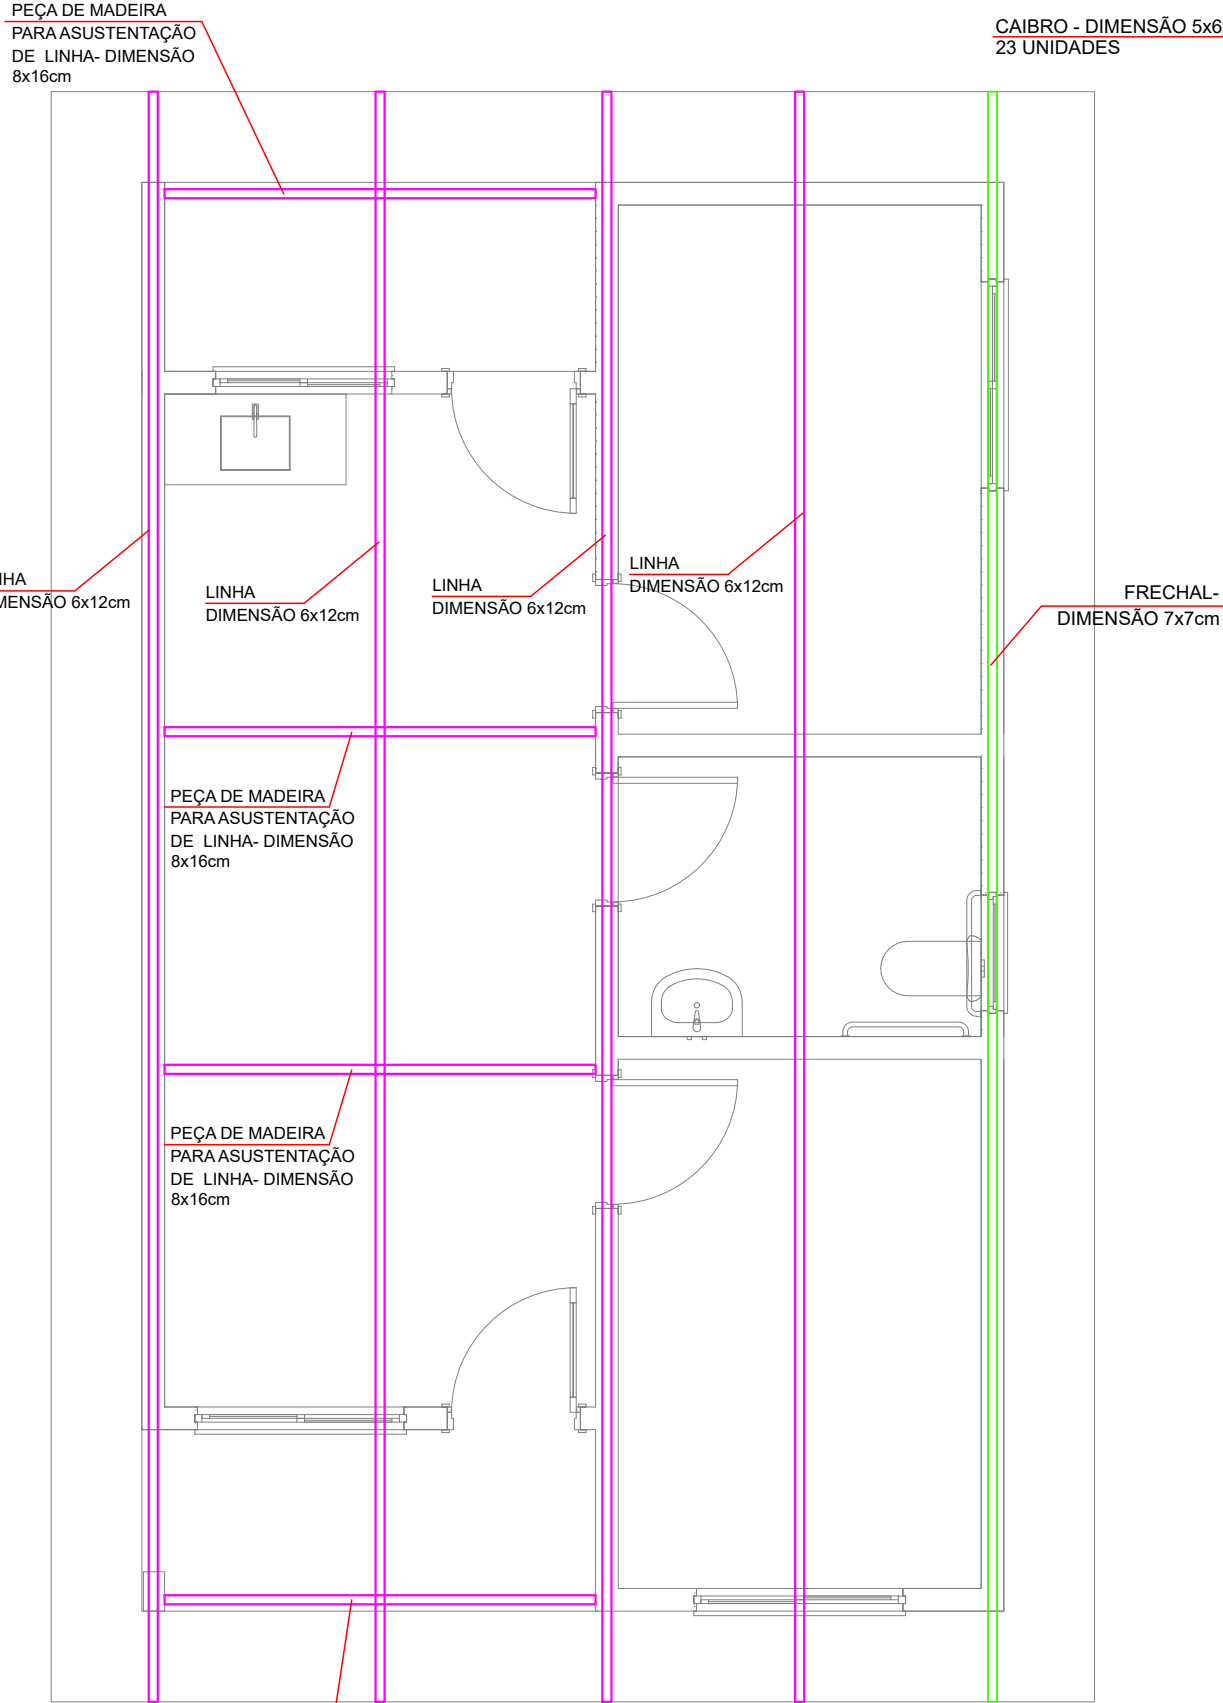 PEÇA DE MADEIRA
PARA ASUSTENTAÇÃO
DE LINHA- DIMENSÃO
8x16cm
CAIBRO - DIMENSÃO 5x6
23 UNIDADES
DIMENSÃO 6x12cm
LINHA
DIMENSÃO 6x12cm
LINHA
DIMENSÃO 6x12cm
LINHA
DIMENSÃO 6x12cm
FRECHAL-
DIMENSÃO 7x7cm
PEÇA DE MADEIRA
PARA ASUSTENTAÇÃO
DE LINHA- DIMENSÃO
8x16cm
PEÇA DE MADEIRA
PARA ASUSTENTAÇÃO
DE LINHA- DIMENSÃO
8x16cm